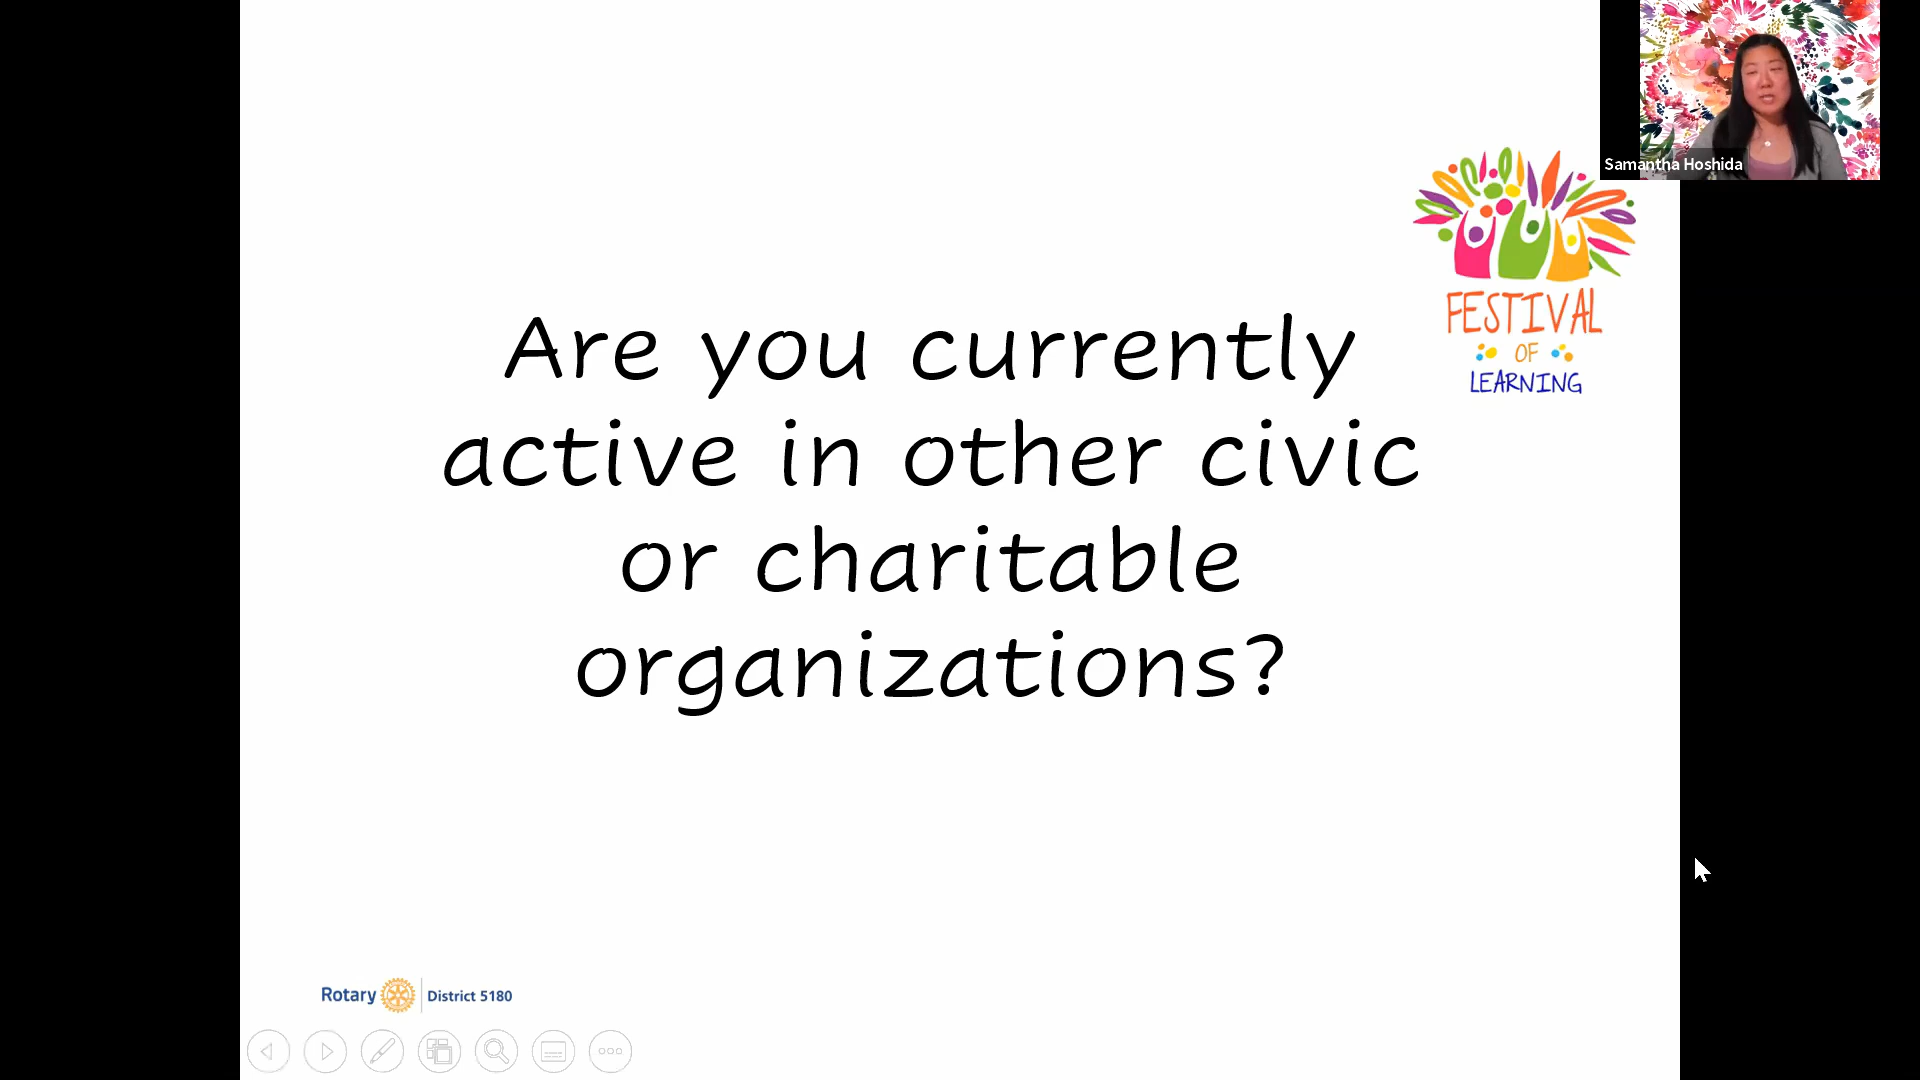 Samantha Hoshida
FESTIVAL
OF
LEARNING
Are you currently
active in other civic
or charitable
organizations?
Rotary District 5180